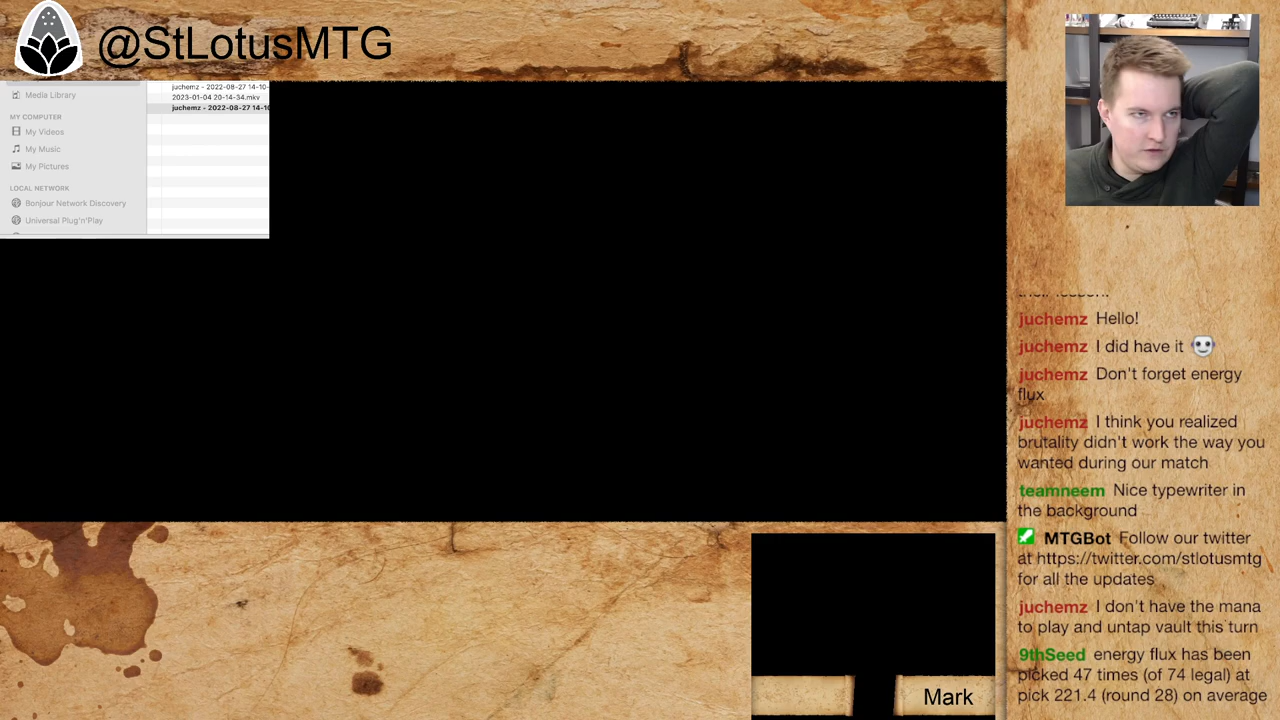 @StLotusMTG
Media Library
MY COMPUTER
My Videos
My Music
My Pictures
LOCAL NETWORK
Bonjour Network Discovery
Universal Plug'n'Play
juchemz - 2022-08-27 14-10-
2023-01-04 20-14-34.mkv
juchemz - 2022-08-27 14-10
juchemz Hello!
juchemz I did have it
juchemz Don't forget energy
flux
juchemz I think you realized
brutality didn't work the way you
wanted during our match
teamneem Nice typewriter in
the background
MTGBot Follow our twitter
at https://twitter.com/stlotusmtg
for all the updates
juchemz I don't have the mana
to play and untap vault this turn
9thSeed energy flux has been
picked 47 times (of 74 legal) at
pick 221.4 (round 28) on average
Mark